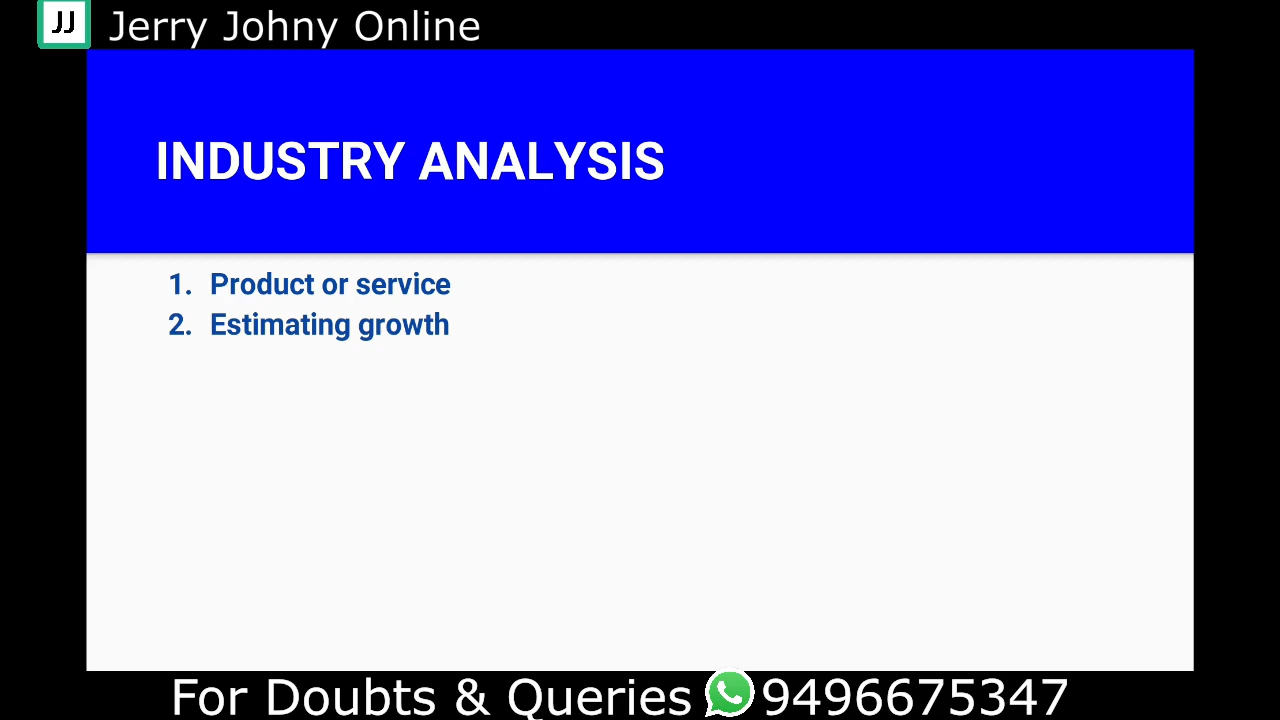 JJ Jerry Johny Online
INDUSTRY ANALYSIS
1. Product or service
2. Estimating growth
For Doubts & Queries 9496675347